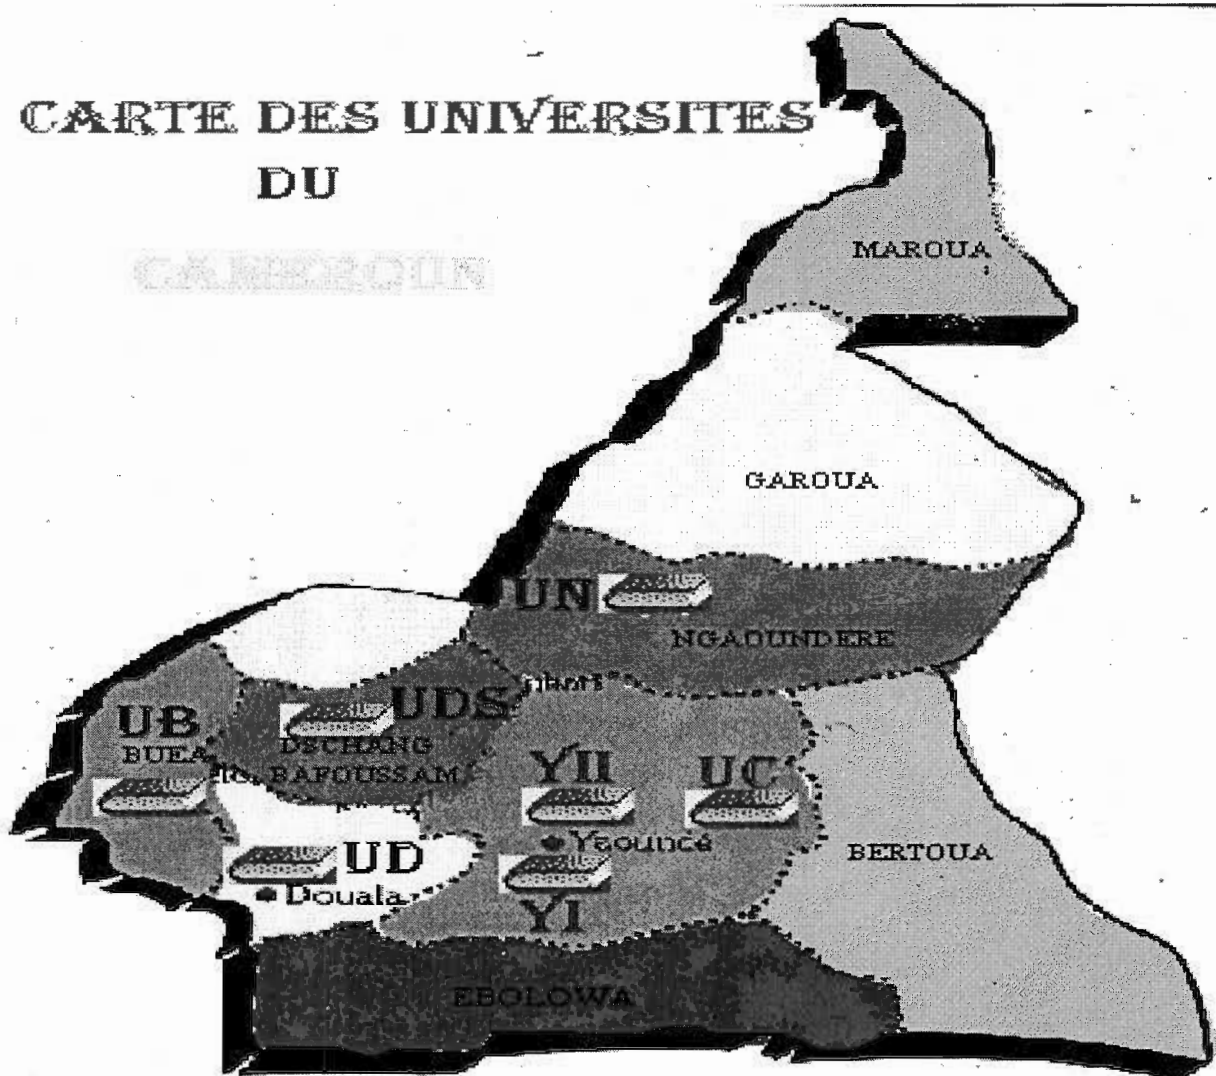 CARTE DES UNIVERSITES
DU
CAMEROUN
MAROUA
GAROUA
UN
NGAOUNDERE
UDS
UB
BUEA
DSCHANG
BAFOUSSAM
YII
UC
Yaounce
UD
Douala
YI
BERTOUA
EBOLOWA